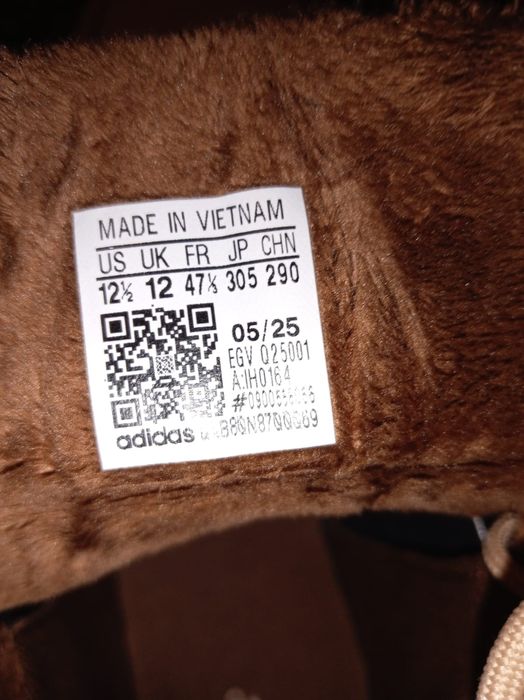 MADE IN VIETNAM
US UK FR JP CHN
12½ 12 47⅓ 305 290
05/25
EGV Q25001
A:IH0164
adidas